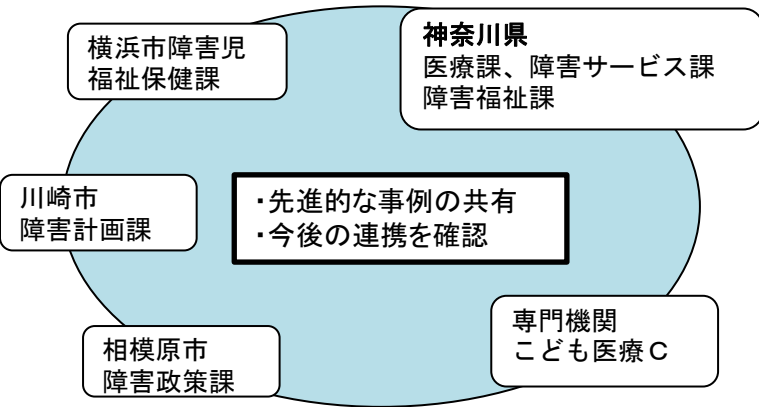 横浜市障害児
福祉保健課
神奈川県
医療課、障害サービス課
障害福祉課
川崎市
障害計画課
・先進的な事例の共有
・今後の連携を確認
相模原市
障害政策課
専門機関
こども医療C